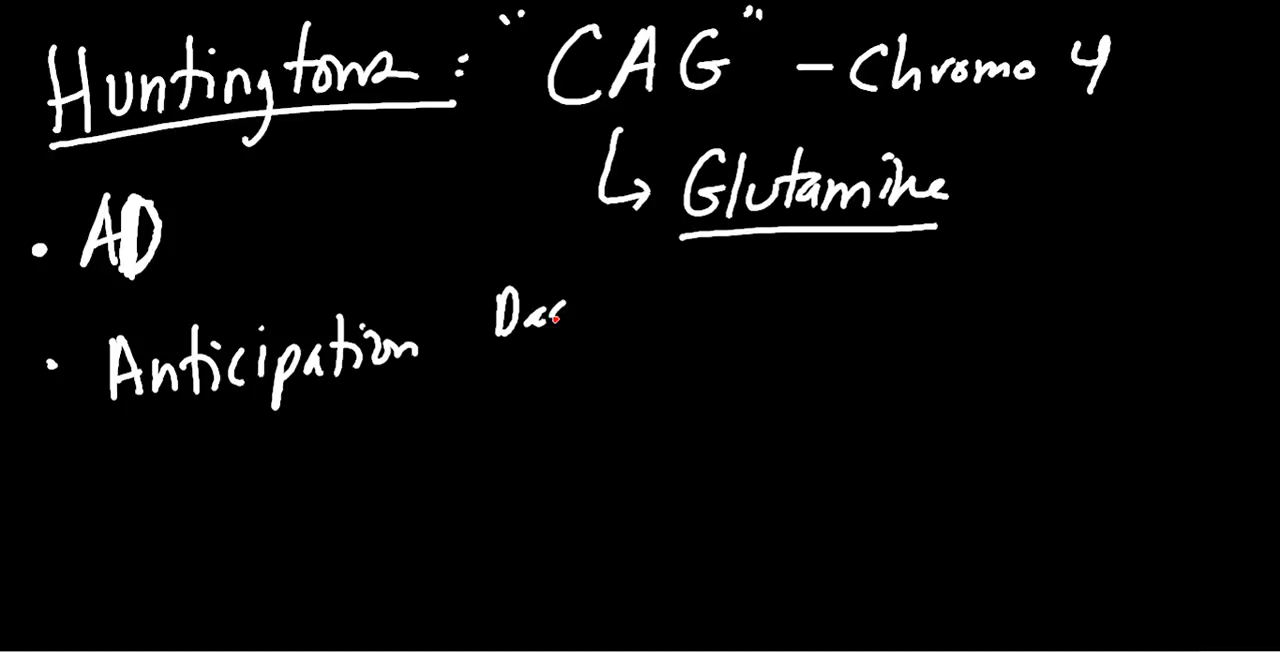 Huntingtons : "CAG" - Chromo 4
↳ Glutamine
• AD
• Anticipation